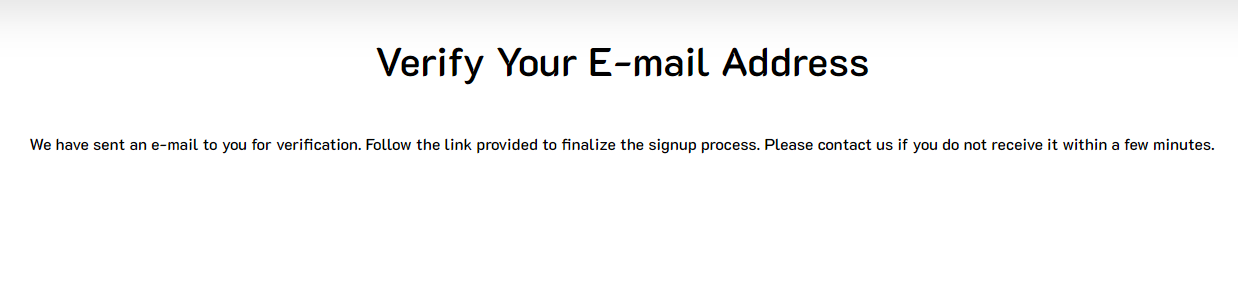 Verify Your E-mail Address
We have sent an e-mail to you for verification. Follow the link provided to finalize the signup process. Please contact us if you do not receive it within a few minutes.